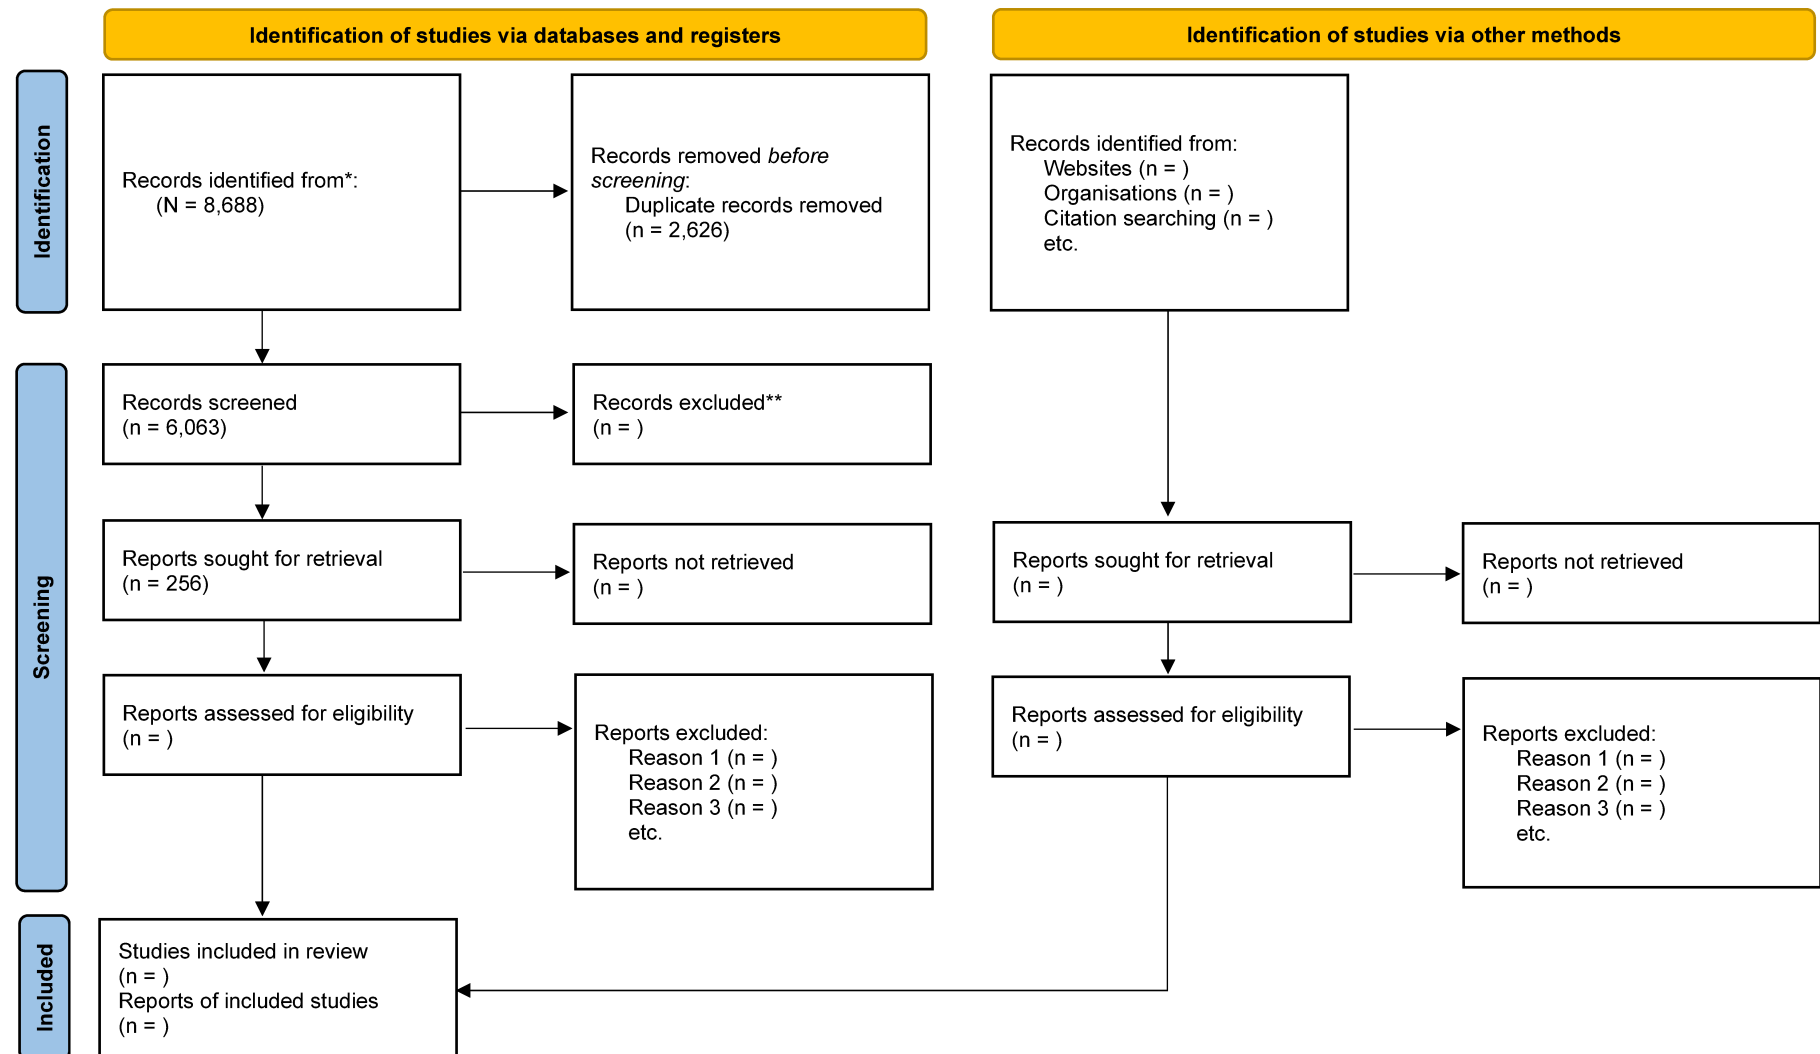 Identification of studies via databases and registers
Identification of studies via other methods
Identification
Records identified from*:
(N = 8,688)
Records removed before
screening:
Duplicate records removed
(n = 2,626)
Records identified from:
Websites (n = )
Organisations (n = )
Citation searching (n = )
etc.
Screening
Records screened
(n = 6,063)
Records excluded**
(n = )
Reports sought for retrieval
(n = 256)
Reports not retrieved
(n = )
Reports sought for retrieval
(n = )
Reports not retrieved
(n = )
Reports assessed for eligibility
(n = )
Reports excluded:
Reason 1 (n = )
Reason 2 (n = )
Reason 3 (n = )
etc.
Reports assessed for eligibility
(n = )
Reports excluded:
Reason 1 (n = )
Reason 2 (n = )
Reason 3 (n = )
etc.
Included
Studies included in review
(n = )
Reports of included studies
(n = )